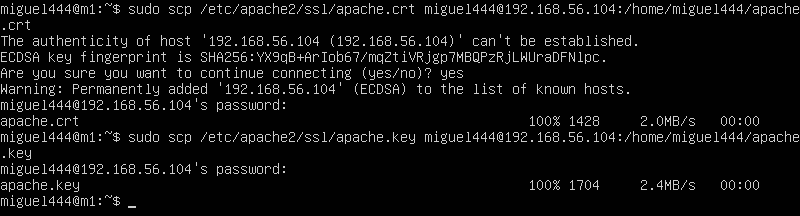 miguel444@m1:~$ sudo scp /etc/apache2/ssl/apache.crt miguel444@192.168.56.104:/home/miguel444/apache
.crt
The authenticity of host '192.168.56.104 (192.168.56.104)' can't be established.
ECDSA key fingerprint is SHA256:YX9qB+ArIob67/mqZtiVRjgp7MBQPzRjLWUraDFNlpc.
Are you sure you want to continue connecting (yes/no)? yes
Warning: Permanently added '192.168.56.104' (ECDSA) to the list of known hosts.
miguel444@192.168.56.104's password:
apache.crt 100% 1428 2.0MB/s 00:00
miguel444@m1:~$ sudo scp /etc/apache2/ssl/apache.key miguel444@192.168.56.104:/home/miguel444/apache
.key
miguel444@192.168.56.104's password:
apache.key 100% 1704 2.4MB/s 00:00
miguel444@m1:~$ _